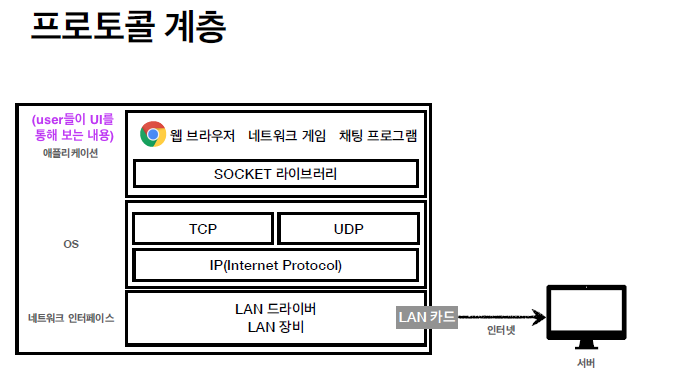 프로토콜 계층
(user들이 UI를
통해 보는 내용)
애플리케이션
웹 브라우저 네트워크 게임 채팅 프로그램
SOCKET 라이브러리
OS
TCP UDP
IP(Internet Protocol)
네트워크 인터페이스
LAN 드라이버
LAN 장비
LAN 카드
인터넷
서버